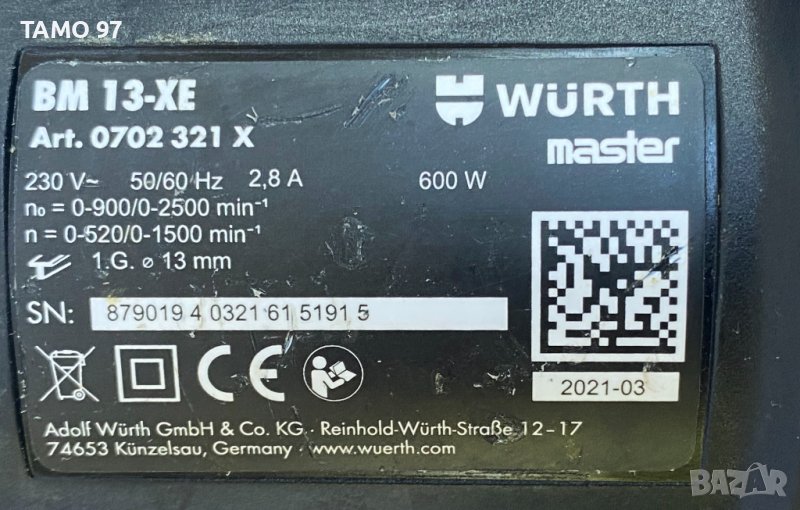 TAMO 97
BM 13-XE
Art. 0702 321 X
WÜRTH
master
230 V~ 50/60 Hz 2,8 A 600 W
n₀ = 0-900/0-2500 min⁻¹
n = 0-520/0-1500 min⁻¹
1 G. ⌀ 13 mm
SN: 879019 4 0321 61 5191 5
CE
2021-03
Adolf Würth GmbH & Co. KG · Reinhold-Würth-Straße 12-17
74653 Künzelsau, Germany · www.wuerth.com
BAZAR